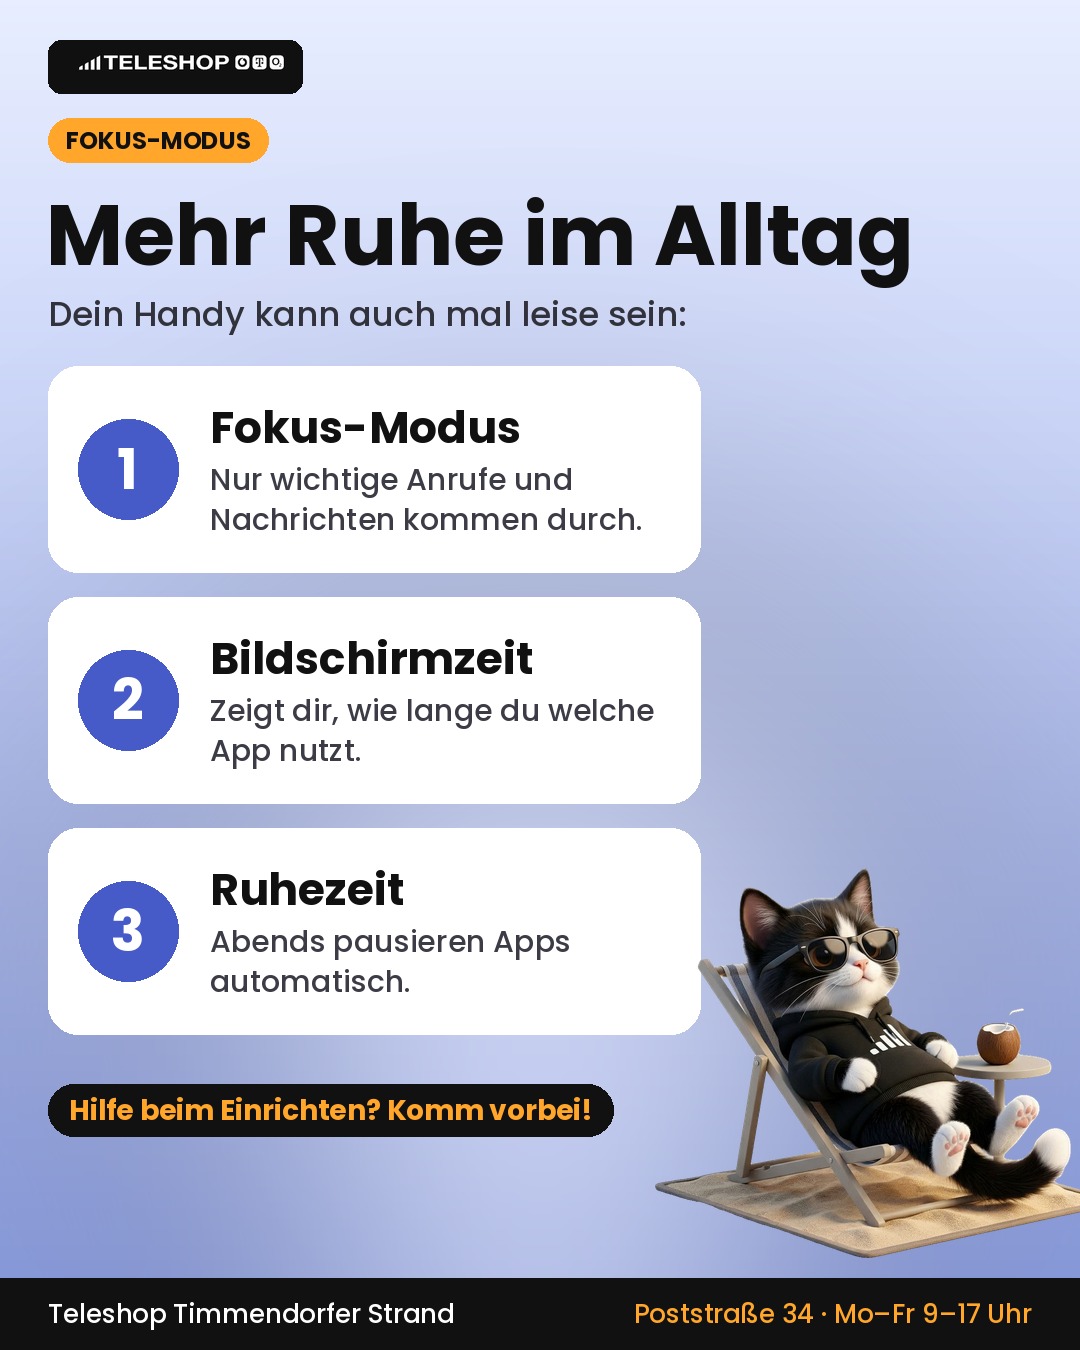 TELESHOP
FOKUS-MODUS
Mehr Ruhe im Alltag
Dein Handy kann auch mal leise sein:
1
Fokus-Modus
Nur wichtige Anrufe und
Nachrichten kommen durch.
2
Bildschirmzeit
Zeigt dir, wie lange du welche
App nutzt.
3
Ruhezeit
Abends pausieren Apps
automatisch.
Hilfe beim Einrichten? Komm vorbei!
Teleshop Timmendorfer Strand
Poststraße 34 · Mo–Fr 9–17 Uhr